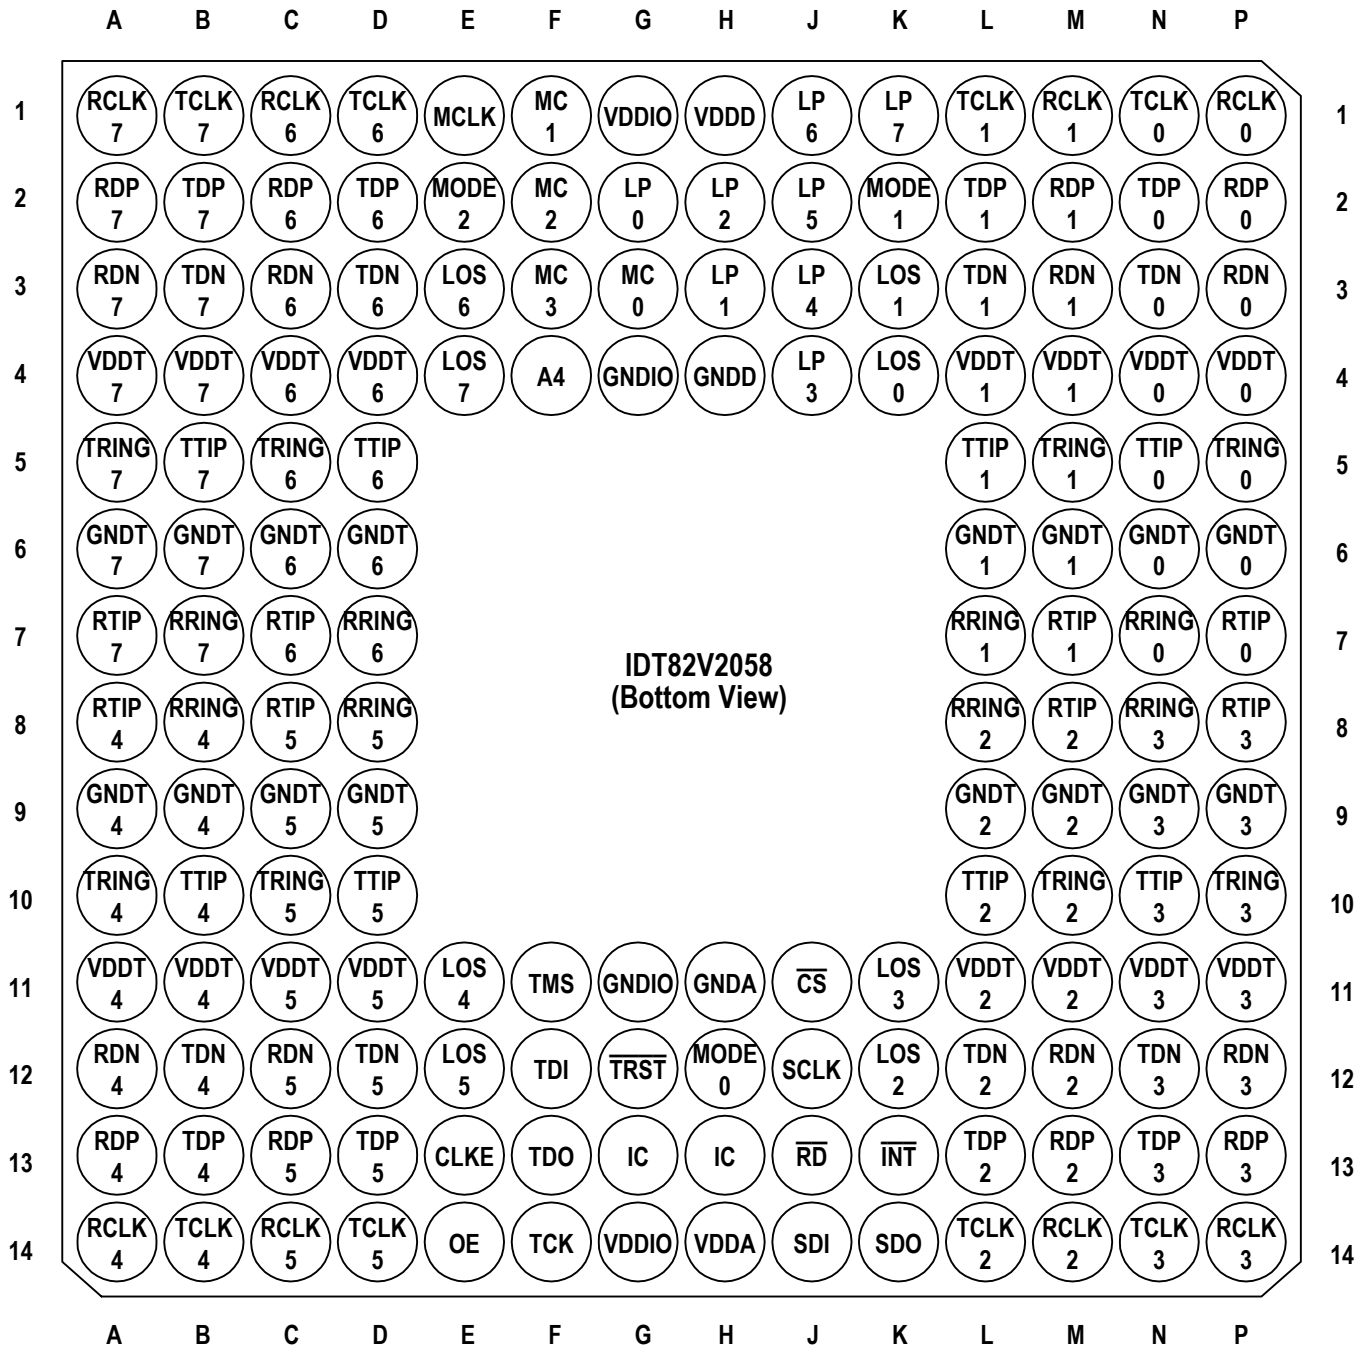 A B C D E F G H J K L M N P
1 RCLK 7 TCLK 7 RCLK 6 TCLK 6 MCLK MC 1 VDDIO VDDD LP 6 LP 7 TCLK 1 RCLK 1 TCLK 0 RCLK 0 1
2 RDP 7 TDP 7 RDP 6 TDP 6 MODE 2 MC 2 LP 0 LP 2 LP 5 MODE 1 TDP 1 RDP 1 TDP 0 RDP 0 2
3 RDN 7 TDN 7 RDN 6 TDN 6 LOS 6 MC 3 MC 0 LP 1 LP 4 LOS 1 TDN 1 RDN 1 TDN 0 RDN 0 3
4 VDDT 7 VDDT 7 VDDT 6 VDDT 6 LOS 7 A4 GNDIO GNDD LP 3 LOS 0 VDDT 1 VDDT 1 VDDT 0 VDDT 0 4
5 TRING 7 TTIP 7 TRING 6 TTIP 6 TTIP 1 TRING 1 TTIP 0 TRING 0 5
6 GNDT 7 GNDT 7 GNDT 6 GNDT 6 GNDT 1 GNDT 1 GNDT 0 GNDT 0 6
7 RTIP 7 RRING 7 RTIP 6 RRING 6 RRING 1 RTIP 1 RRING 0 RTIP 0 7
IDT82V2058
(Bottom View)
8 RTIP 4 RRING 4 RTIP 5 RRING 5 RRING 2 RTIP 2 RRING 3 RTIP 3 8
9 GNDT 4 GNDT 4 GNDT 5 GNDT 5 GNDT 2 GNDT 2 GNDT 3 GNDT 3 9
10 TRING 4 TTIP 4 TRING 5 TTIP 5 TTIP 2 TRING 2 TTIP 3 TRING 3 10
11 VDDT 4 VDDT 4 VDDT 5 VDDT 5 LOS 4 TMS GNDIO GNDA C̅S̅ LOS 3 VDDT 2 VDDT 2 VDDT 3 VDDT 3 11
12 RDN 4 TDN 4 RDN 5 TDN 5 LOS 5 TDI T̅R̅S̅T̅ MODE 0 SCLK LOS 2 TDN 2 RDN 2 TDN 3 RDN 3 12
13 RDP 4 TDP 4 RDP 5 TDP 5 CLKE TDO IC IC R̅D̅ I̅N̅T̅ TDP 2 RDP 2 TDP 3 RDP 3 13
14 RCLK 4 TCLK 4 RCLK 5 TCLK 5 OE TCK VDDIO VDDA SDI SDO TCLK 2 RCLK 2 TCLK 3 RCLK 3 14
A B C D E F G H J K L M N P